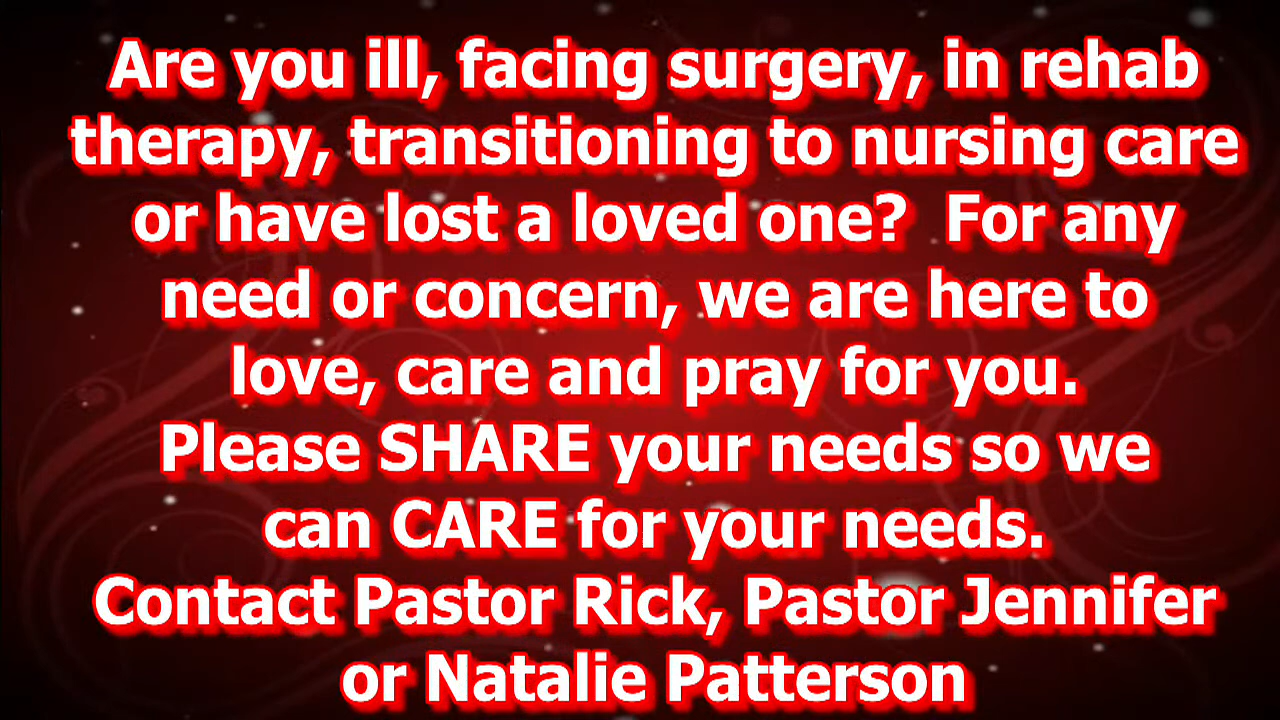 Are you ill, facing surgery, in rehab
therapy, transitioning to nursing care
or have lost a loved one?  For any
need or concern, we are here to
love, care and pray for you.
Please SHARE your needs so we
can CARE for your needs.
Contact Pastor Rick, Pastor Jennifer
or Natalie Patterson